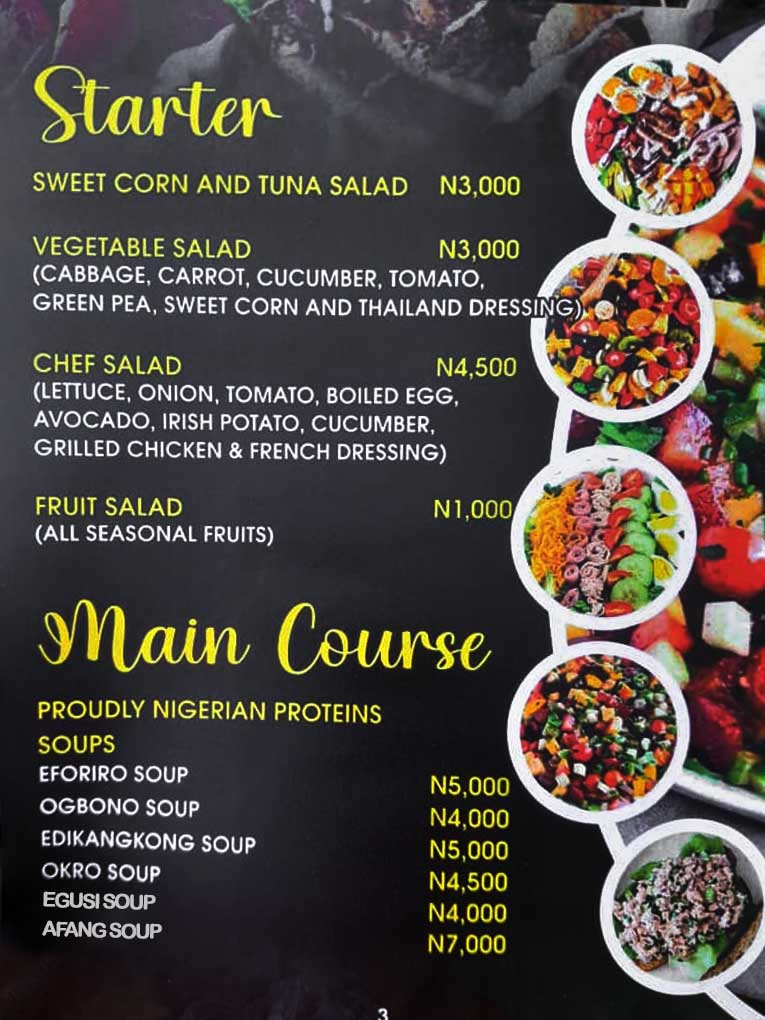 Starter
SWEET CORN AND TUNA SALAD N3,000
VEGETABLE SALAD N3,000
(CABBAGE, CARROT, CUCUMBER, TOMATO,
GREEN PEA, SWEET CORN AND THAILAND DRESSING)
CHEF SALAD N4,500
(LETTUCE, ONION, TOMATO, BOILED EGG,
AVOCADO, IRISH POTATO, CUCUMBER,
GRILLED CHICKEN & FRENCH DRESSING)
FRUIT SALAD N1,000
(ALL SEASONAL FRUITS)
Main Course
PROUDLY NIGERIAN PROTEINS
SOUPS
EFORIRO SOUP N5,000
OGBONO SOUP N4,000
EDIKANGKONG SOUP N5,000
OKRO SOUP N4,500
EGUSI SOUP N4,000
AFANG SOUP N7,000
3